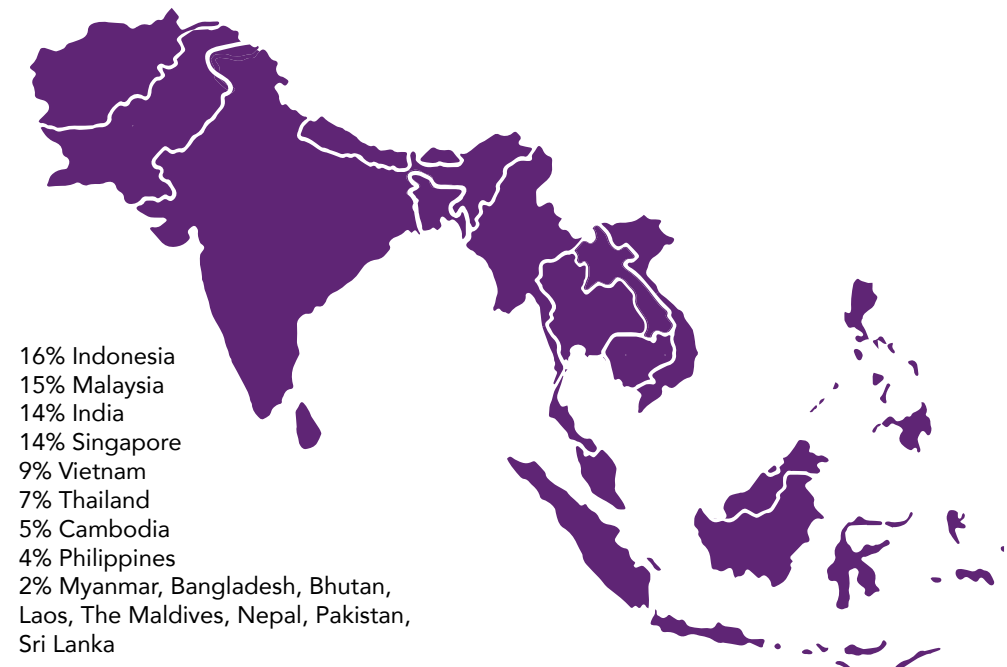 16% Indonesia
15% Malaysia
14% India
14% Singapore
9% Vietnam
7% Thailand
5% Cambodia
4% Philippines
2% Myanmar, Bangladesh, Bhutan,
Laos, The Maldives, Nepal, Pakistan,
Sri Lanka